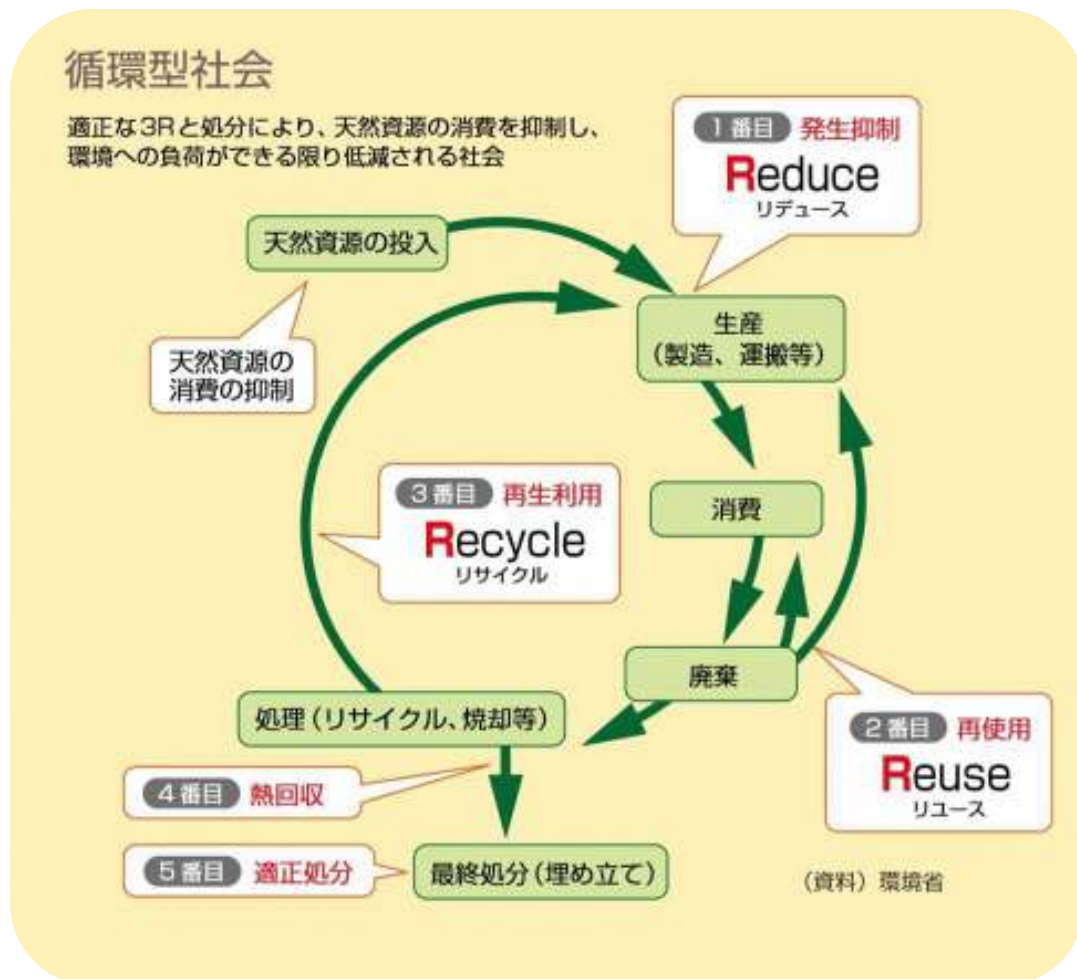 循環型社会
適正な3Rと処分により、天然資源の消費を抑制し、
環境への負荷ができる限り低減される社会
1番目 発生抑制
Reduce
リデュース
天然資源の投入
生産
（製造、運搬等）
天然資源の
消費の抑制
3番目 再生利用
Recycle
リサイクル
消費
廃棄
処理（リサイクル、焼却等）
2番目 再使用
Reuse
リユース
4番目 熱回収
5番目 適正処分
最終処分（埋め立て）
（資料）環境省